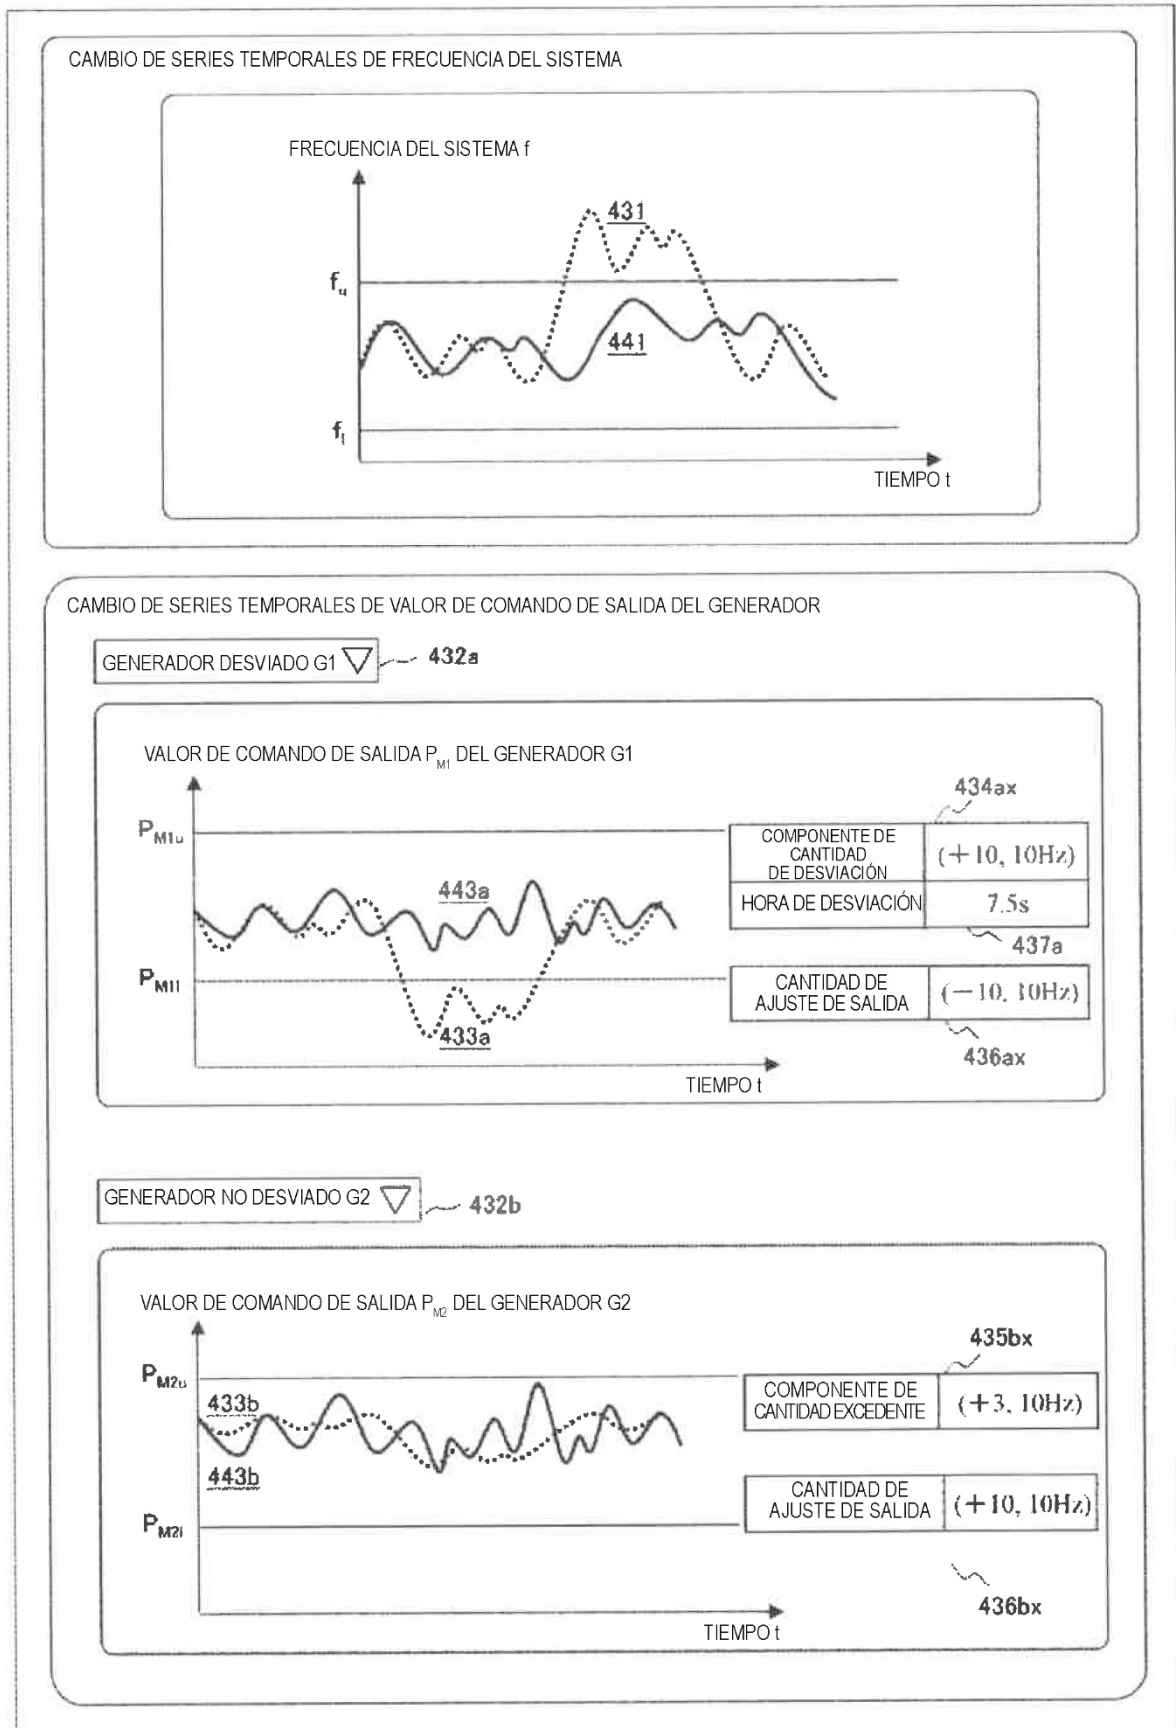 CAMBIO DE SERIES TEMPORALES DE FRECUENCIA DEL SISTEMA
FRECUENCIA DEL SISTEMA f
431
fu
441
fl
TIEMPO t
CAMBIO DE SERIES TEMPORALES DE VALOR DE COMANDO DE SALIDA DEL GENERADOR
GENERADOR DESVIADO G1 432a
VALOR DE COMANDO DE SALIDA PM1 DEL GENERADOR G1
434ax
PM1u
COMPONENTE DE
CANTIDAD
DE DESVIACIÓN
(+10, 10Hz)
443a
HORA DE DESVIACIÓN
7.5s
437a
PM1l
CANTIDAD DE
AJUSTE DE SALIDA
(−10, 10Hz)
433a
436ax
TIEMPO t
GENERADOR NO DESVIADO G2 432b
VALOR DE COMANDO DE SALIDA PM2 DEL GENERADOR G2
435bx
PM2u
433b
COMPONENTE DE
CANTIDAD EXCEDENTE
(+3, 10Hz)
443b
CANTIDAD DE
AJUSTE DE SALIDA
(+10, 10Hz)
PM2l
436bx
TIEMPO t